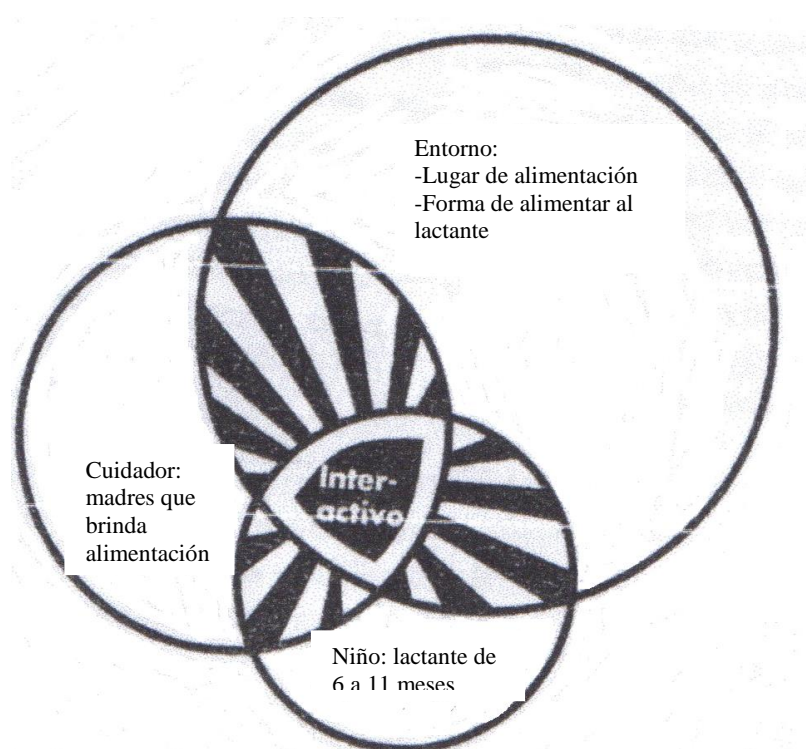 Entorno:
-Lugar de alimentación
-Forma de alimentar al
lactante
Cuidador:
madres que
brinda
alimentación
Inter-
activo
Niño: lactante de
6 a 11 meses